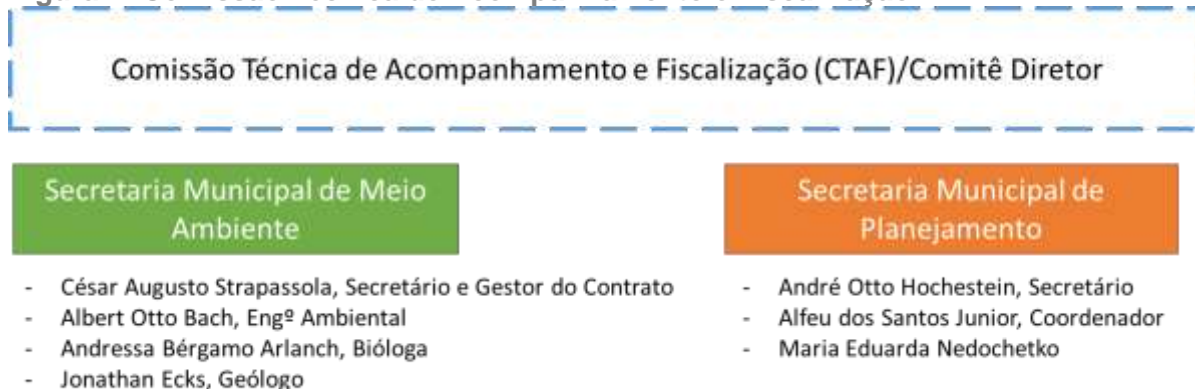 Comissão Técnica de Acompanhamento e Fiscalização (CTAF)/Comitê Diretor
Secretaria Municipal de Meio
Ambiente
- César Augusto Strapassola, Secretário e Gestor do Contrato
- Albert Otto Bach, Engº Ambiental
- Andressa Bérgamo Arlanch, Bióloga
- Jonathan Ecks, Geólogo
Secretaria Municipal de
Planejamento
- André Otto Hochestein, Secretário
- Alfeu dos Santos Junior, Coordenador
- Maria Eduarda Nedochetko